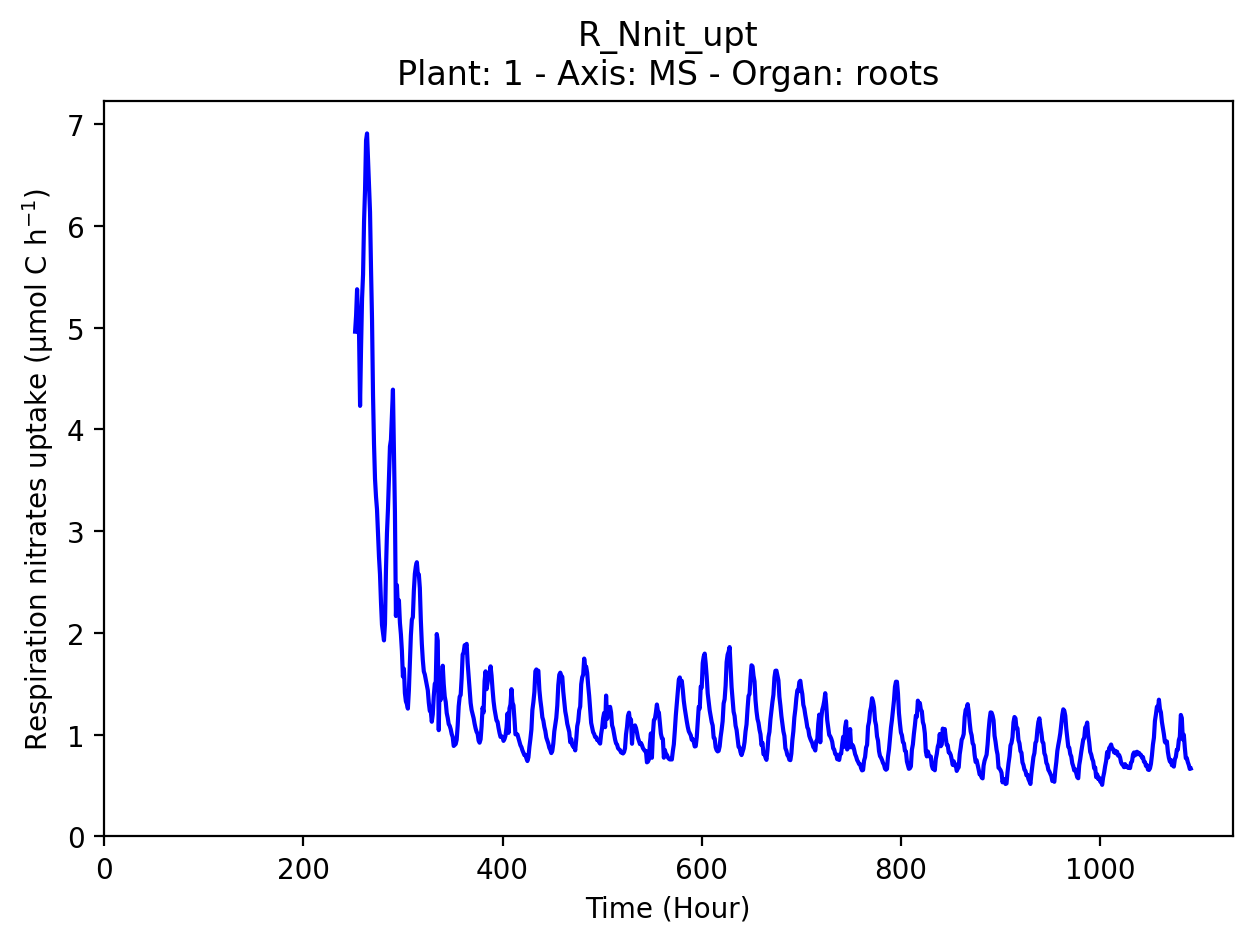 R_Nnit_upt
Plant: 1 - Axis: MS - Organ: roots
Respiration nitrates uptake (µmol C h⁻¹)
7
6
5
4
3
2
1
0
0 200 400 600 800 1000
Time (Hour)